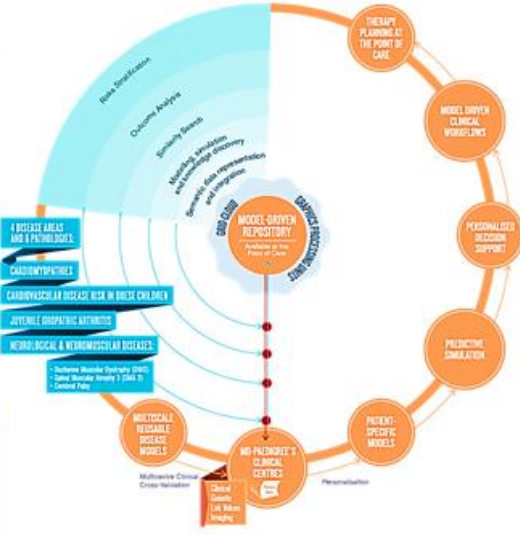 THERAPY
PLANNING AT
THE POINT OF
CARE
MODEL DRIVEN
CLINICAL
WORKFLOWS
PERSONALISED
DECISION
SUPPORT
PREDICTIVE
SIMULATION
PATIENT-
SPECIFIC
MODELS
Personalisation
MD-PAEDIGREE'S
CLINICAL
CENTRES
Clinical
Genetic
Lab Values
Imaging
Multicentre Clinical
Cross-Validation
MULTISCALE
REUSABLE
DISEASE
MODELS
Risks Stratification
Outcome Analysis
Similarity Search
Modelling, simulation
and knowledge discovery
Semantic data representation
and integration
GRID-CLOUD
GRAPHICS PROCESSING UNITS
MODEL-DRIVEN
REPOSITORY
Available at the
Point of Care
4 DISEASE AREAS
AND 6 PATHOLOGIES:
CARDIOMYOPATHIES
CARDIOVASCULAR DISEASE RISK IN OBESE CHILDREN
JUVENILE IDIOPATHIC ARTHRITIS
NEUROLOGICAL & NEUROMUSCULAR DISEASES:
• Duchenne Muscular Dystrophy (DMD)
• Spinal Muscular Atrophy 3 (SMA 3)
• Cerebral Palsy